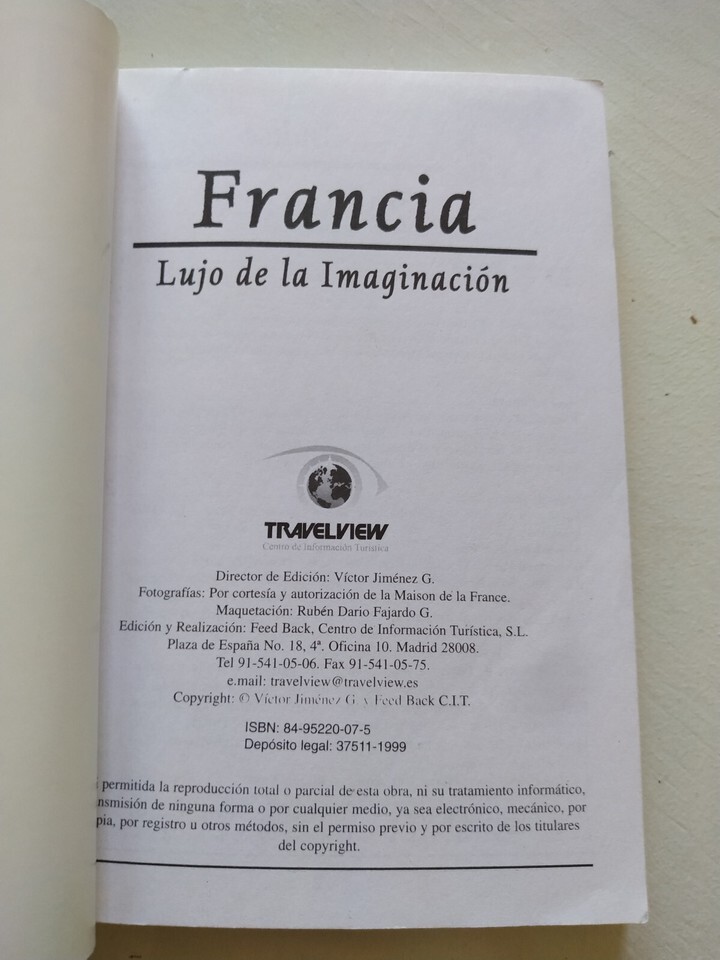 Francia
Lujo de la Imaginación
TRAVELVIEW
Centro de Información Turística
Director de Edición: Víctor Jiménez G.
Fotografías: Por cortesía y autorización de la Maison de la France.
Maquetación: Rubén Dario Fajardo G.
Edición y Realización: Feed Back, Centro de Información Turística, S.L.
Plaza de España No. 18, 4ª. Oficina 10. Madrid 28008.
Tel 91-541-05-06. Fax 91-541-05-75.
e.mail: travelview@travelview.es
Copyright: © Víctor Jiménez G. y Feed Back C.I.T.
ISBN: 84-95220-07-5
Depósito legal: 37511-1999
permitida la reproducción total o parcial de esta obra, ni su tratamiento informático,
nsmisión de ninguna forma o por cualquier medio, ya sea electrónico, mecánico, por
pia, por registro u otros métodos, sin el permiso previo y por escrito de los titulares
del copyright.